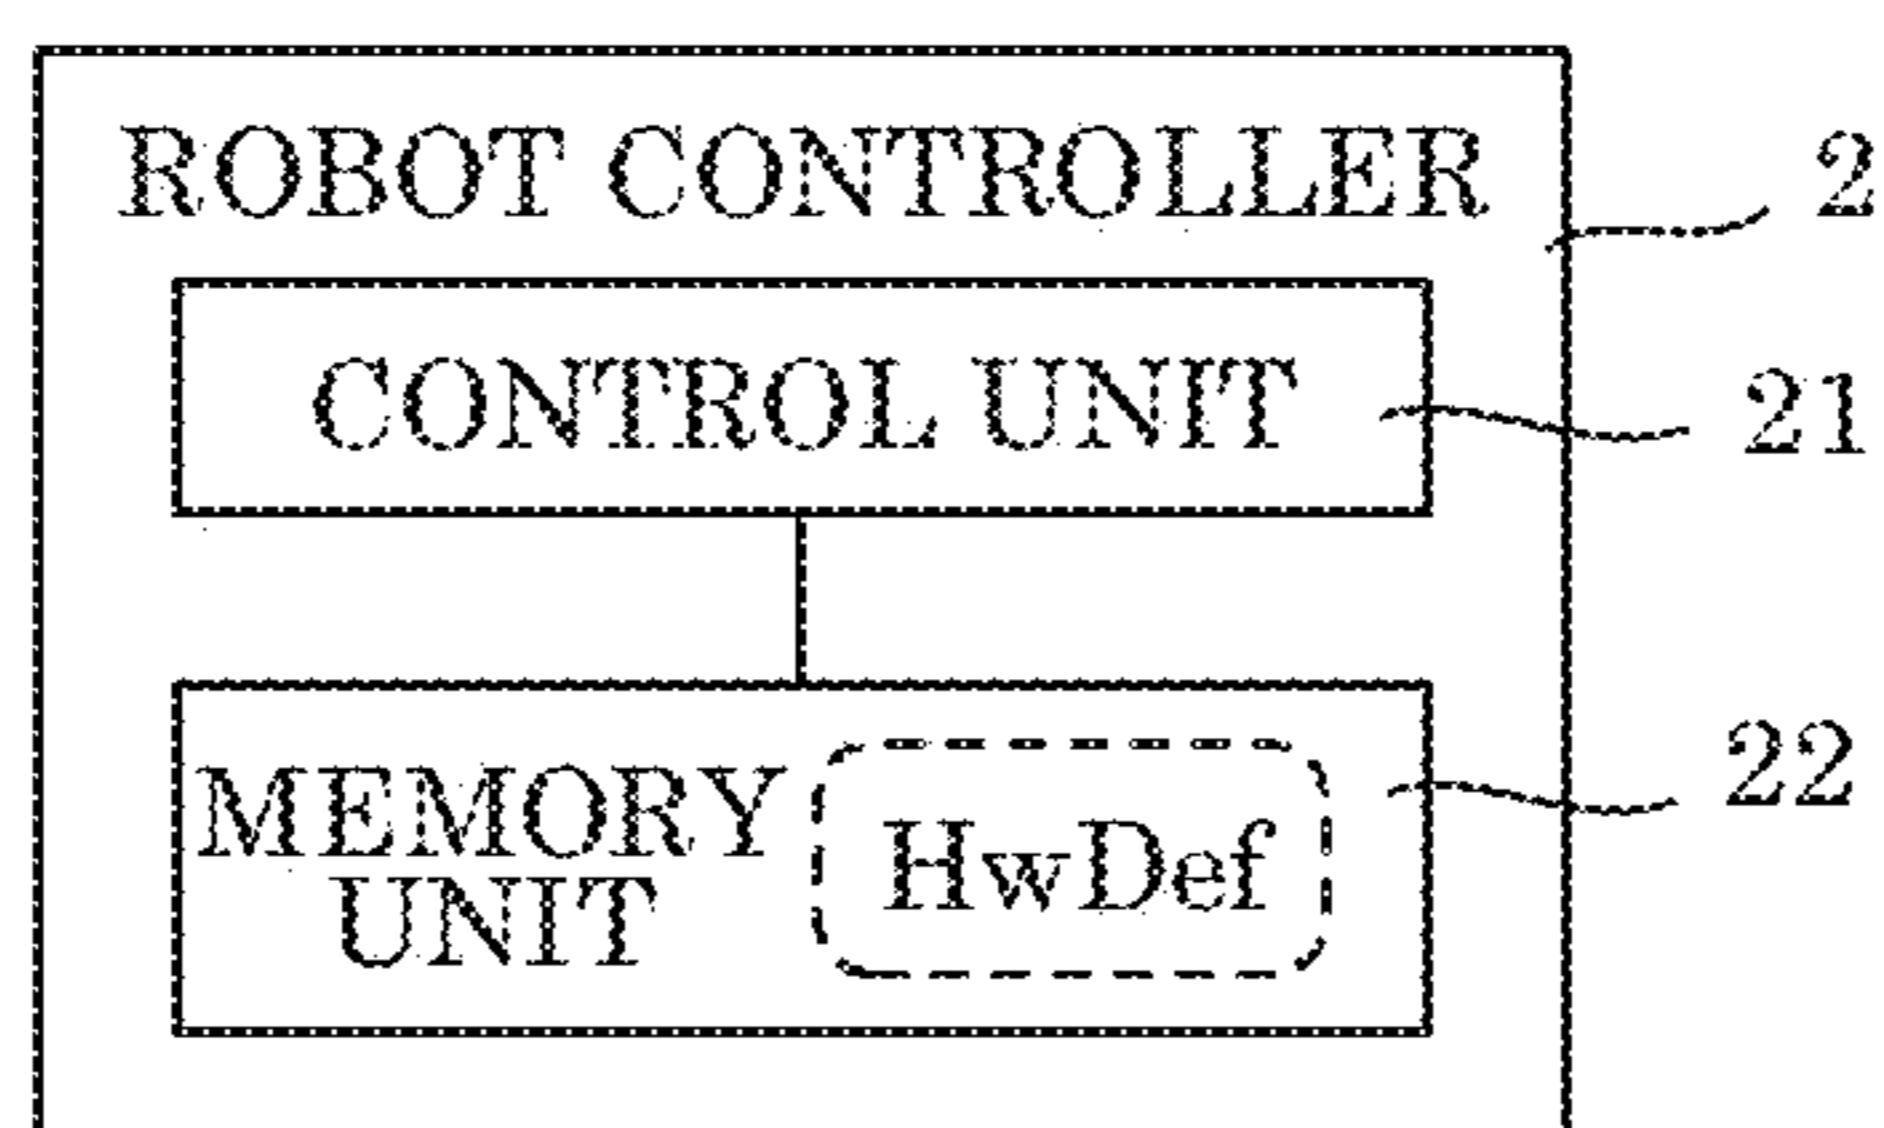 ROBOT CONTROLLER
2
CONTROL UNIT
21
MEMORY
UNIT
HwDef
22